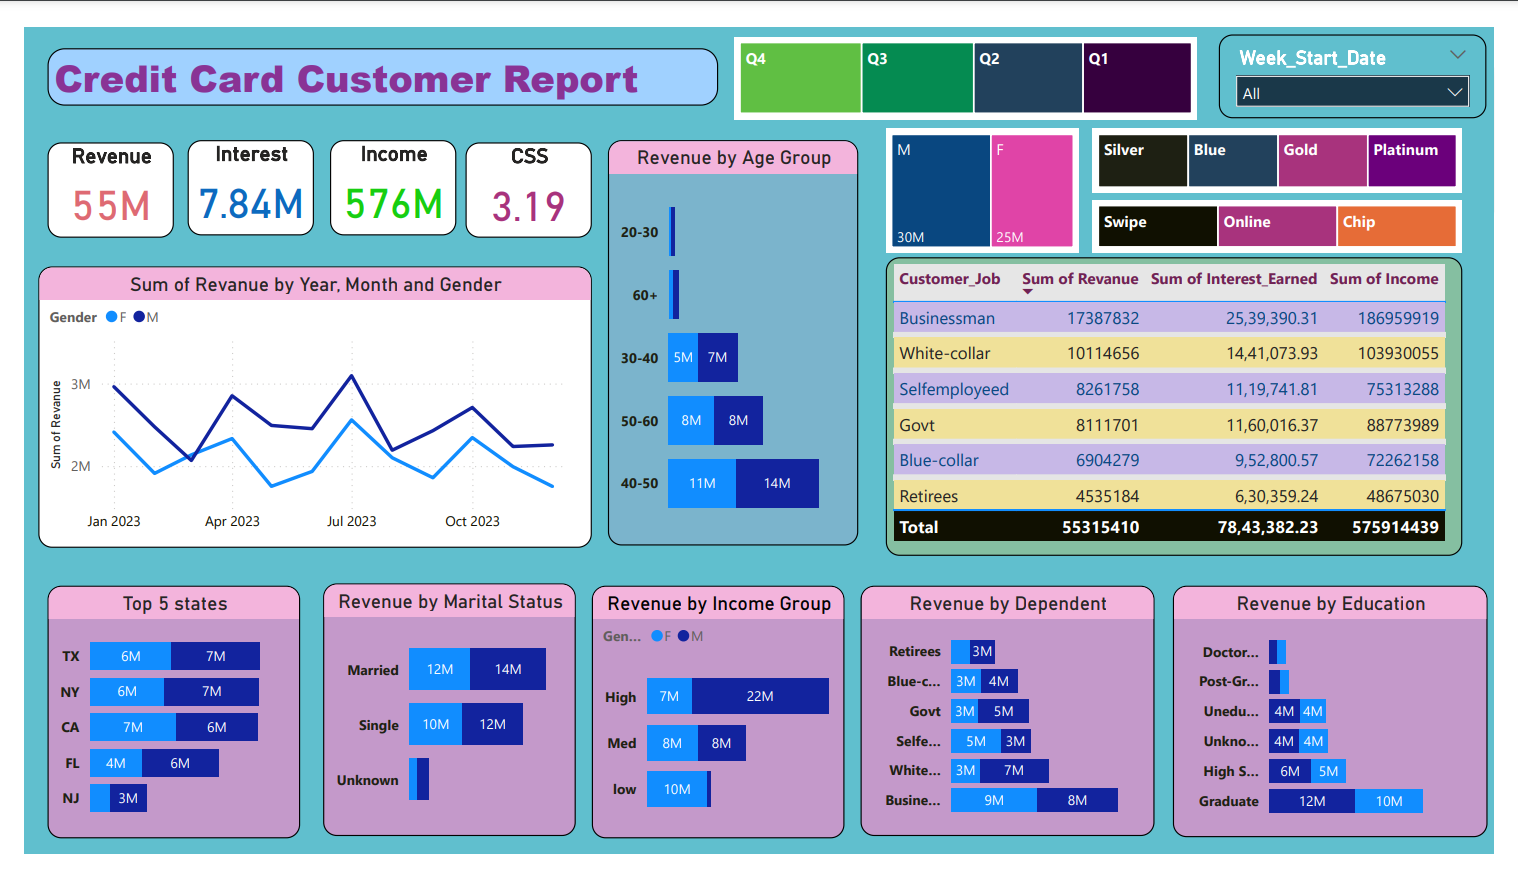 Credit Card Customer Report
Q4
Q3
Q2
Q1
Week_Start_Date
All
Revenue
55M
Interest
7.84M
Income
576M
CSS
3.19
M
30M
F
25M
Silver
Blue
Gold
Platinum
Swipe
Online
Chip
Sum of Revanue by Year, Month and Gender
Gender F M
Sum of Revanue
3M
2M
Jan 2023 Apr 2023 Jul 2023 Oct 2023
Revenue by Age Group
20-30
60+
30-40 5M 7M
50-60 8M 8M
40-50 11M 14M
Customer_Job Sum of Revanue Sum of Interest_Earned Sum of Income
Businessman 17387832 25,39,390.31 186959919
White-collar 10114656 14,41,073.93 103930055
Selfemployeed 8261758 11,19,741.81 75313288
Govt 8111701 11,60,016.37 88773989
Blue-collar 6904279 9,52,800.57 72262158
Retirees 4535184 6,30,359.24 48675030
Total 55315410 78,43,382.23 575914439
Top 5 states
TX 6M 7M
NY 6M 7M
CA 7M 6M
FL 4M 6M
NJ 3M
Revenue by Marital Status
Married 12M 14M
Single 10M 12M
Unknown
Revenue by Income Group
Gen... F M
High 7M 22M
Med 8M 8M
low 10M
Revenue by Dependent
Retirees 3M
Blue-c... 3M 4M
Govt 3M 5M
Selfe... 5M 3M
White... 3M 7M
Busine... 9M 8M
Revenue by Education
Doctor...
Post-Gr...
Unedu... 4M 4M
Unkno... 4M 4M
High S... 6M 5M
Graduate 12M 10M